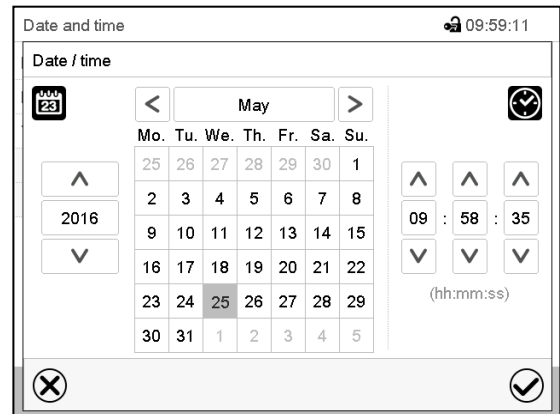 Date and time 09:59:11
Date / time
23
< May >
Mo. Tu. We. Th. Fr. Sa. Su.
25 26 27 28 29 30 1
2 3 4 5 6 7 8
9 10 11 12 13 14 15
16 17 18 19 20 21 22
23 24 25 26 27 28 29
30 31 1 2 3 4 5
2016
09 : 58 : 35
(hh:mm:ss)